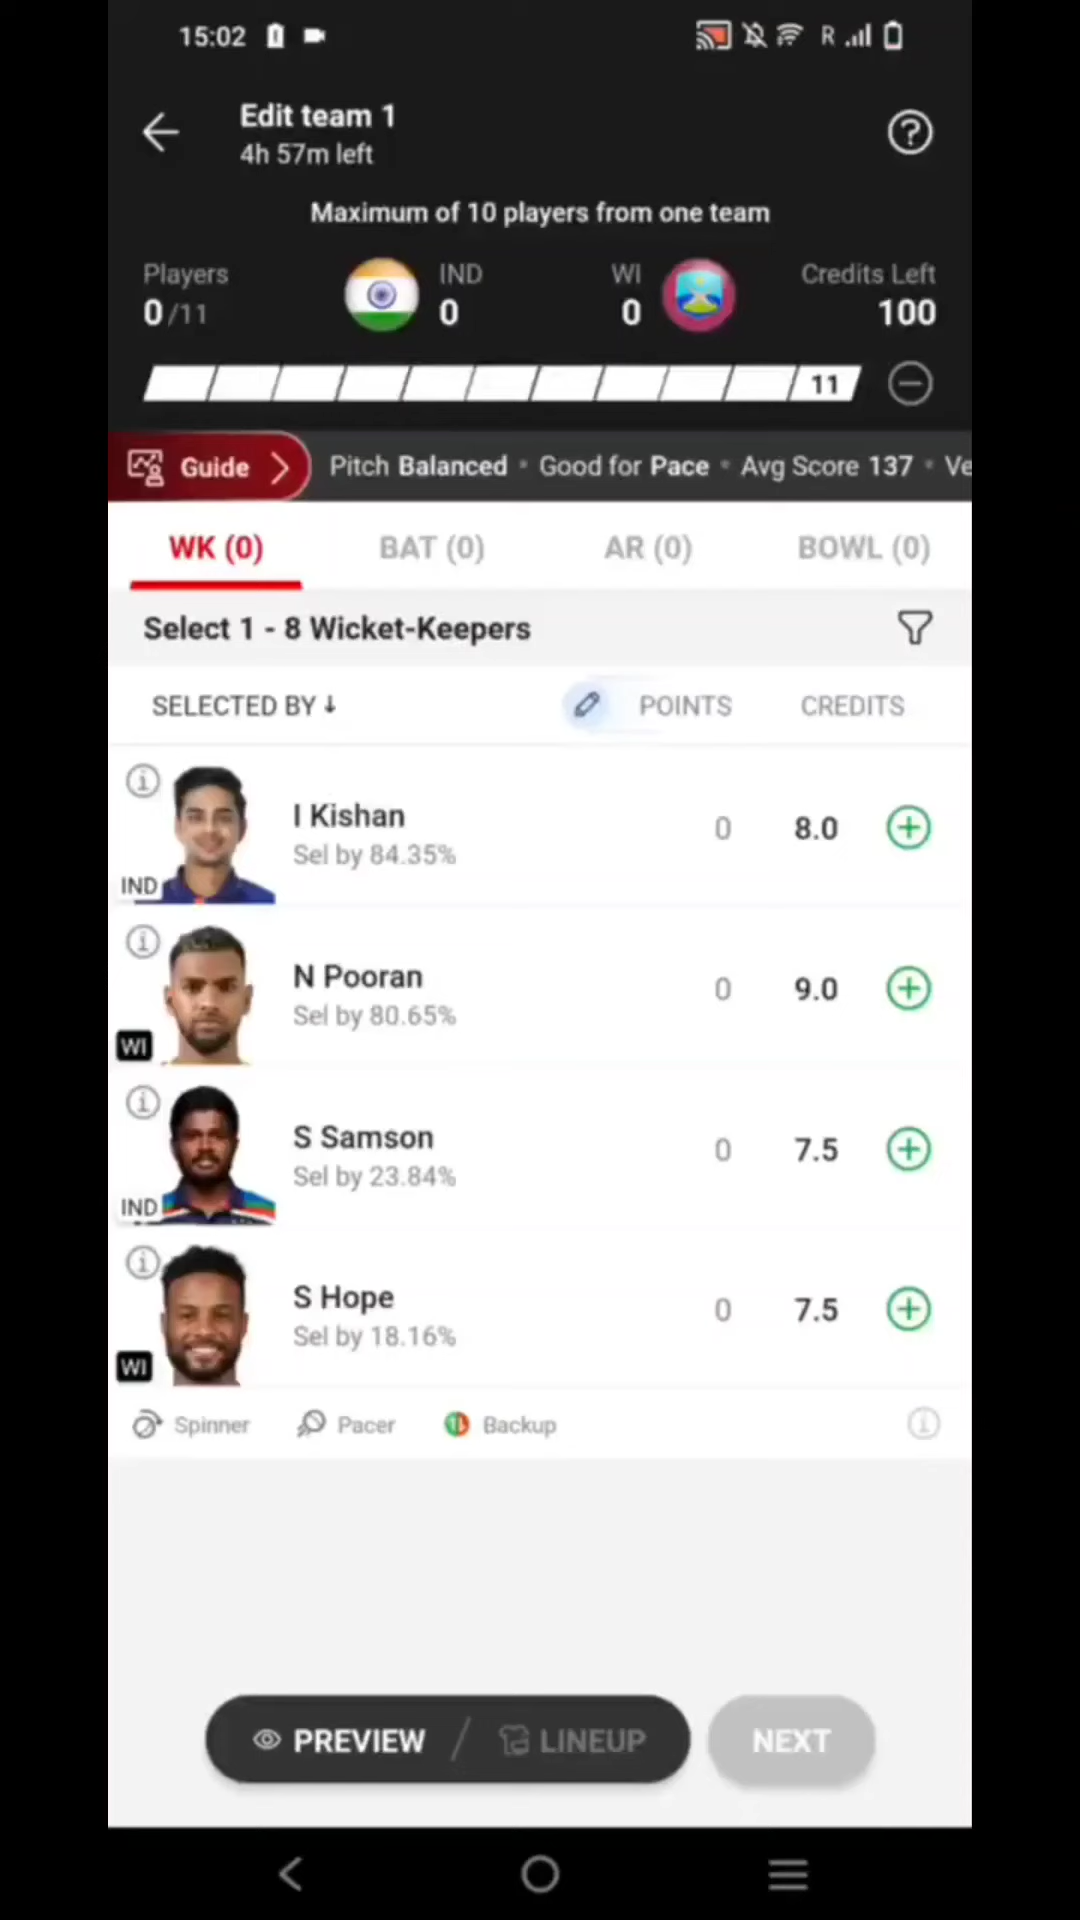 15:02
R
Edit team 1
4h 57m left
Maximum of 10 players from one team
Players IND WI Credits Left
0/11 0 0 100
11
Guide Pitch Balanced • Good for Pace • Avg Score 137 • Ve
WK (0) BAT (0) AR (0) BOWL (0)
Select 1 - 8 Wicket-Keepers
SELECTED BY ↓ POINTS CREDITS
I Kishan 0 8.0
Sel by 84.35%
IND
N Pooran 0 9.0
Sel by 80.65%
WI
S Samson 0 7.5
Sel by 23.84%
IND
S Hope 0 7.5
Sel by 18.16%
WI
Spinner Pacer Backup
PREVIEW / LINEUP NEXT